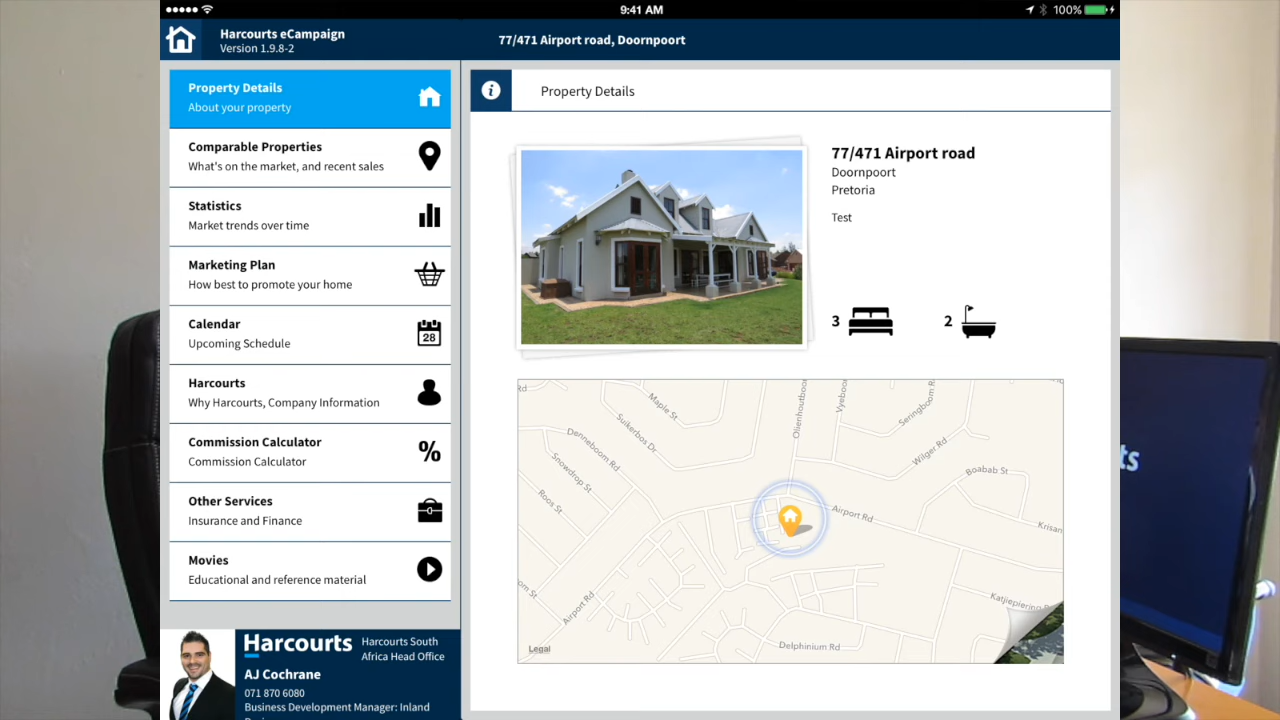 9:41 AM
100%
Harcourts eCampaign
Version 1.9.8-2
77/471 Airport road, Doornpoort
Property Details
About your property
Comparable Properties
What's on the market, and recent sales
Statistics
Market trends over time
Marketing Plan
How best to promote your home
Calendar
Upcoming Schedule
28
Harcourts
Why Harcourts, Company Information
Commission Calculator
Commission Calculator
%
Other Services
Insurance and Finance
Movies
Educational and reference material
Harcourts
Harcourts South
Africa Head Office
AJ Cochrane
071 870 6080
Business Development Manager: Inland
Property Details
77/471 Airport road
Doornpoort
Pretoria
Test
3
2
Rd
Maple St
Suikerbos Dr
Denneboom Rd
Snowdrop St
Roos St
Airport Rd
Wilger Rd
Boabab St
Airport Rd
Krisan
Delphinium Rd
Legal
ts